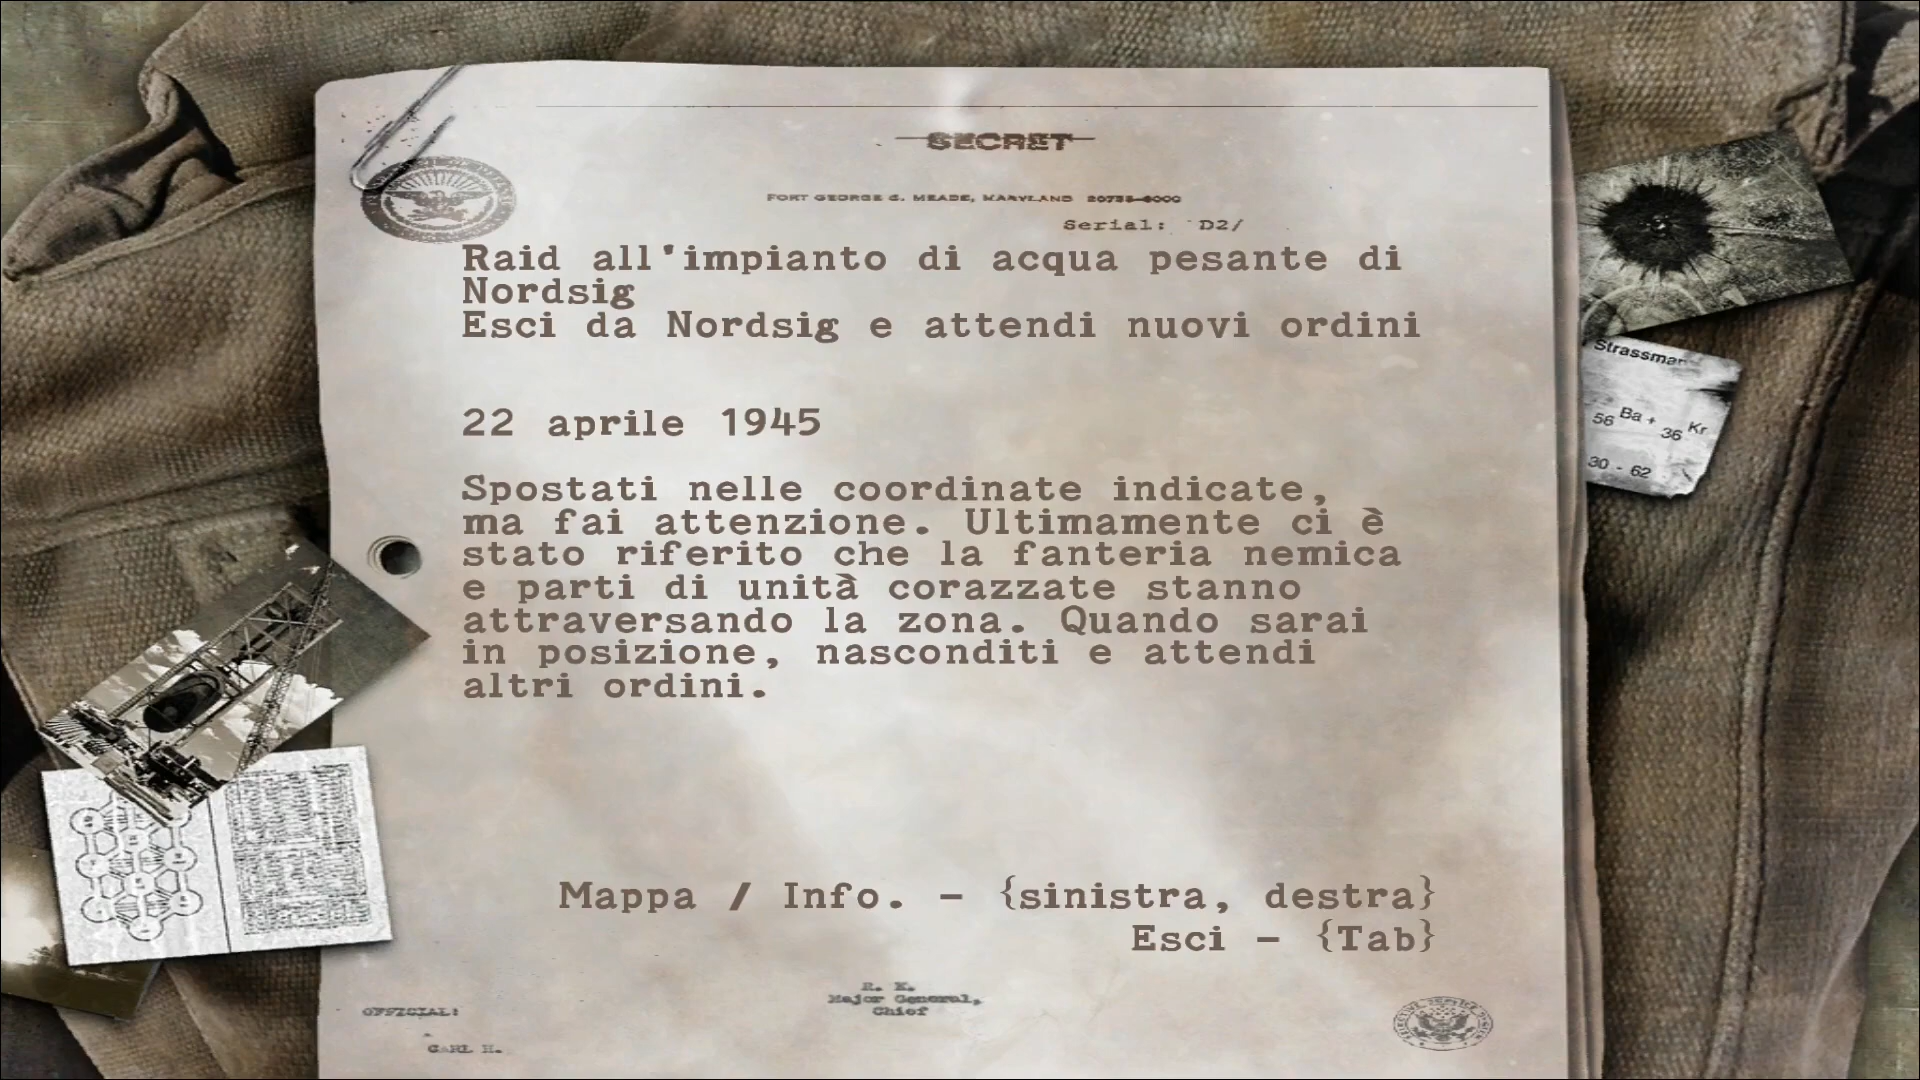 SECRET
FORT GEORGE G. MEADE, MARYLAND 20755-6000
Serial: D2/
Raid all'impianto di acqua pesante di
Nordsig
Esci da Nordsig e attendi nuovi ordini
22 aprile 1945
Spostati nelle coordinate indicate,
ma fai attenzione. Ultimamente ci è
stato riferito che la fanteria nemica
e parti di unità corazzate stanno
attraversando la zona. Quando sarai
in posizione, nasconditi e attendi
altri ordini.
Mappa / Info. - {sinistra, destra}
Esci - {Tab}
R. K.
Major General,
Chief
OFFICIAL:
CARL H.
Strassman
56 Ba + 36 Kr
30 - 62